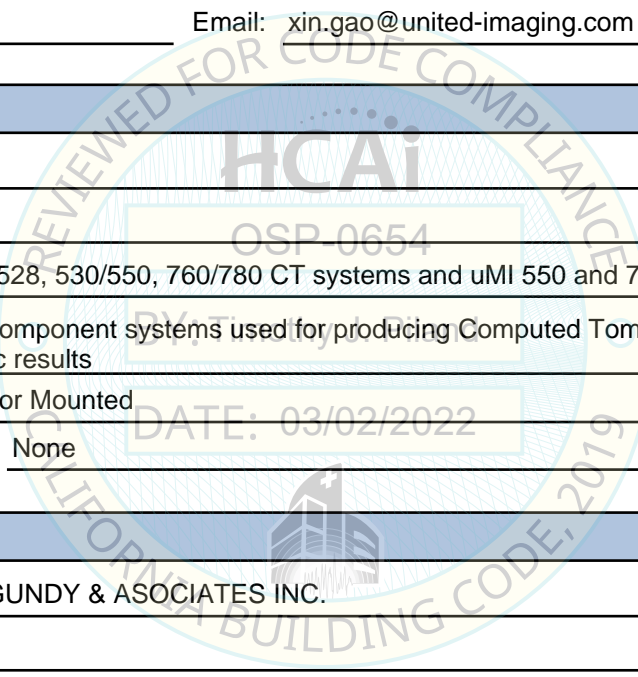 Email: xin.gao@united-imaging.com
REVIEWED FOR CODE COMPLIANCE
HCAi
OSP-0654
528, 530/550, 760/780 CT systems and uMI 550 and 7
omponent systems used for producing Computed Tom
BY: Timothy J. Piland
c results
or Mounted
DATE: 03/02/2022
None
GUNDY & ASOCIATES INC.
CALIFORNIA BUILDING CODE, 2019